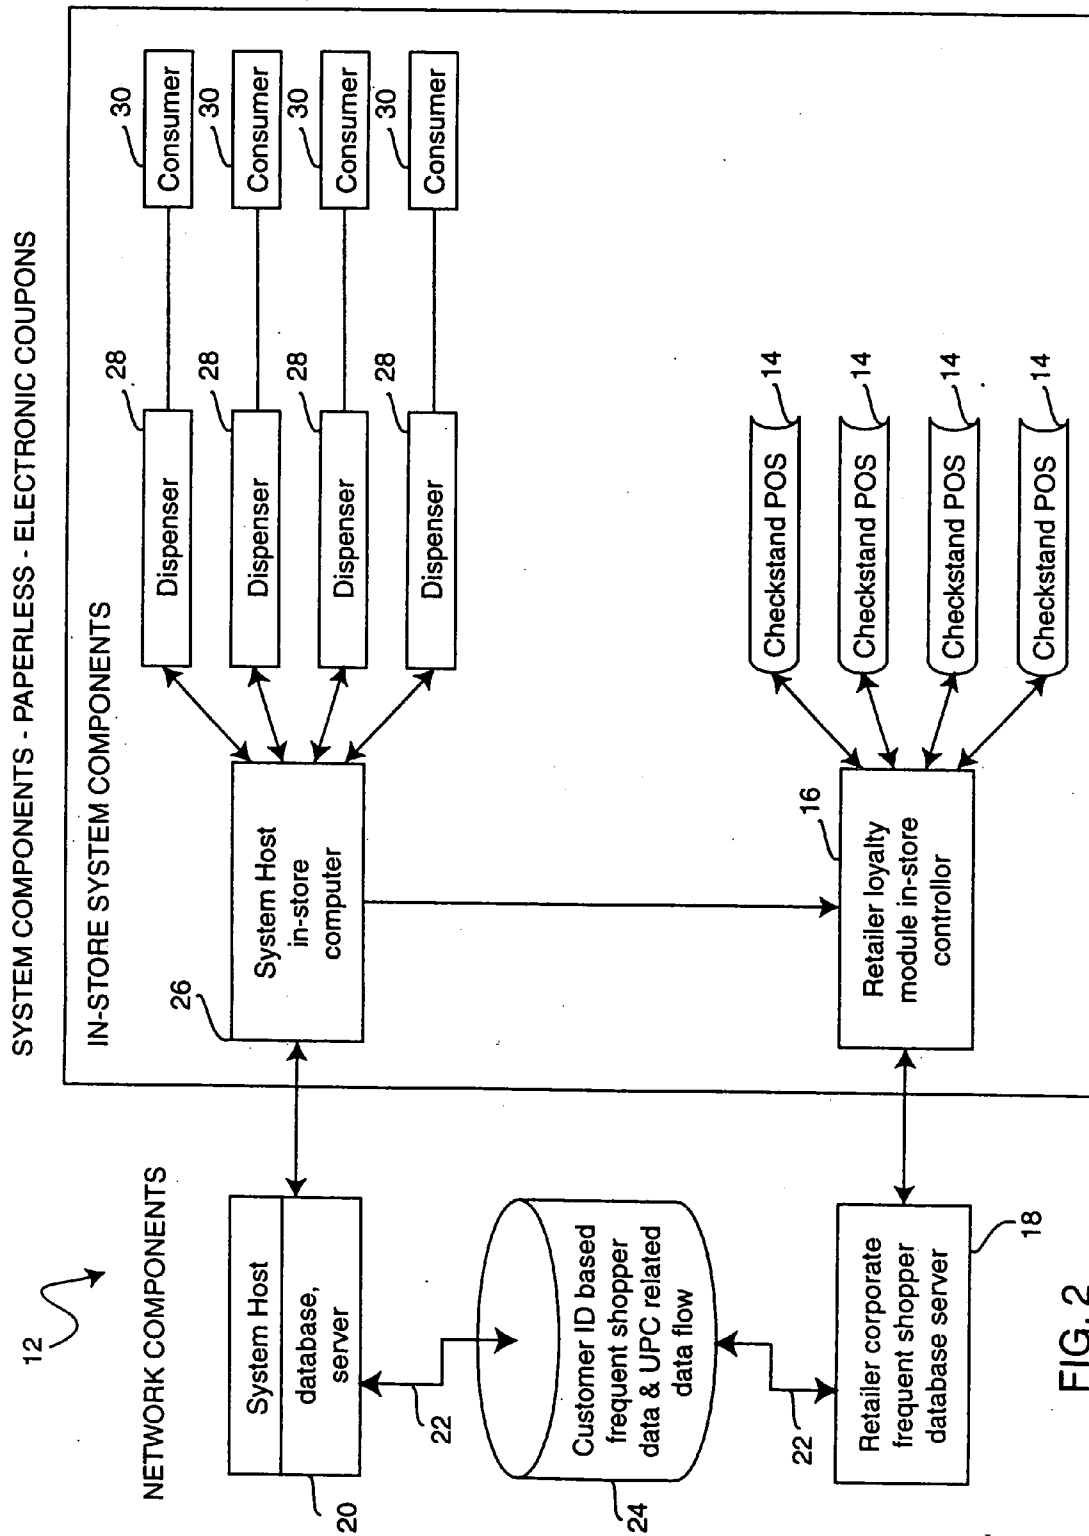 SYSTEM COMPONENTS - PAPERLESS - ELECTRONIC COUPONS
12
NETWORK COMPONENTS
IN-STORE SYSTEM COMPONENTS
System Host
database,
server
20
22
Customer ID based
frequent shopper
data & UPC related
data flow
24
22
Retailer corporate
frequent shopper
database server
18
26
System Host
in-store
computer
16
Retailer loyalty
module in-store
controllor
Dispenser
28
Consumer
30
Dispenser
28
Consumer
30
Dispenser
28
Consumer
30
Dispenser
28
Consumer
30
Checkstand POS
14
Checkstand POS
14
Checkstand POS
14
Checkstand POS
14
FIG. 2